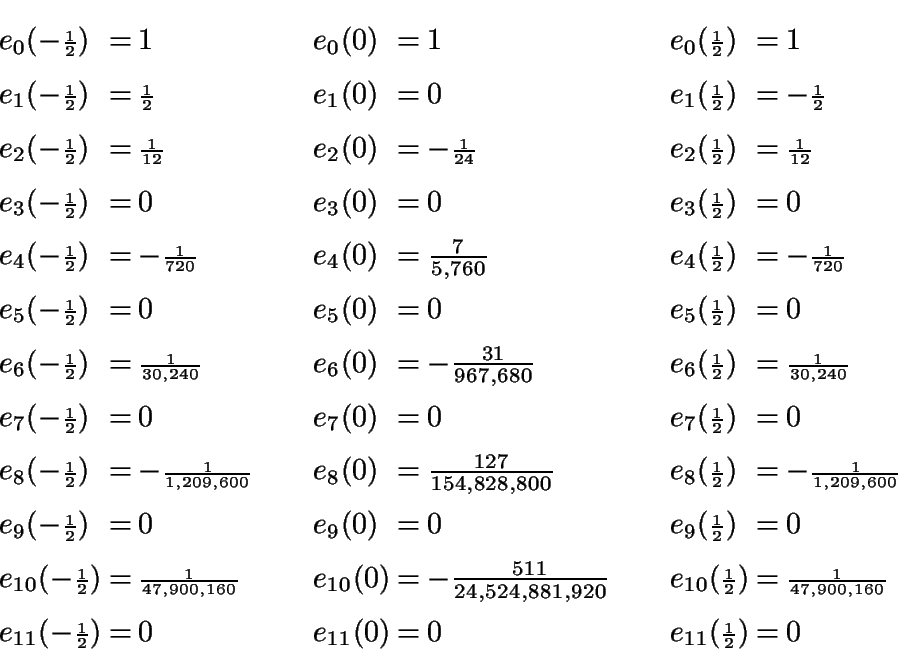 e₀(−1/2) = 1 e₀(0) = 1 e₀(1/2) = 1
e₁(−1/2) = 1/2 e₁(0) = 0 e₁(1/2) = −1/2
e₂(−1/2) = 1/12 e₂(0) = −1/24 e₂(1/2) = 1/12
e₃(−1/2) = 0 e₃(0) = 0 e₃(1/2) = 0
e₄(−1/2) = −1/720 e₄(0) = 7/5,760 e₄(1/2) = −1/720
e₅(−1/2) = 0 e₅(0) = 0 e₅(1/2) = 0
e₆(−1/2) = 1/30,240 e₆(0) = −31/967,680 e₆(1/2) = 1/30,240
e₇(−1/2) = 0 e₇(0) = 0 e₇(1/2) = 0
e₈(−1/2) = −1/1,209,600 e₈(0) = 127/154,828,800 e₈(1/2) = −1/1,209,600
e₉(−1/2) = 0 e₉(0) = 0 e₉(1/2) = 0
e₁₀(−1/2) = 1/47,900,160 e₁₀(0) = −511/24,524,881,920 e₁₀(1/2) = 1/47,900,160
e₁₁(−1/2) = 0 e₁₁(0) = 0 e₁₁(1/2) = 0